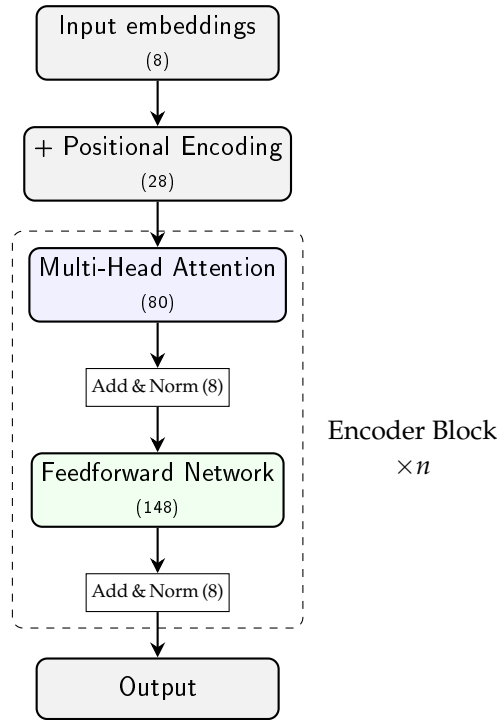 Input embeddings
(8)
+ Positional Encoding
(28)
Multi-Head Attention
(80)
Add & Norm (8)
Encoder Block
×n
Feedforward Network
(148)
Add & Norm (8)
Output